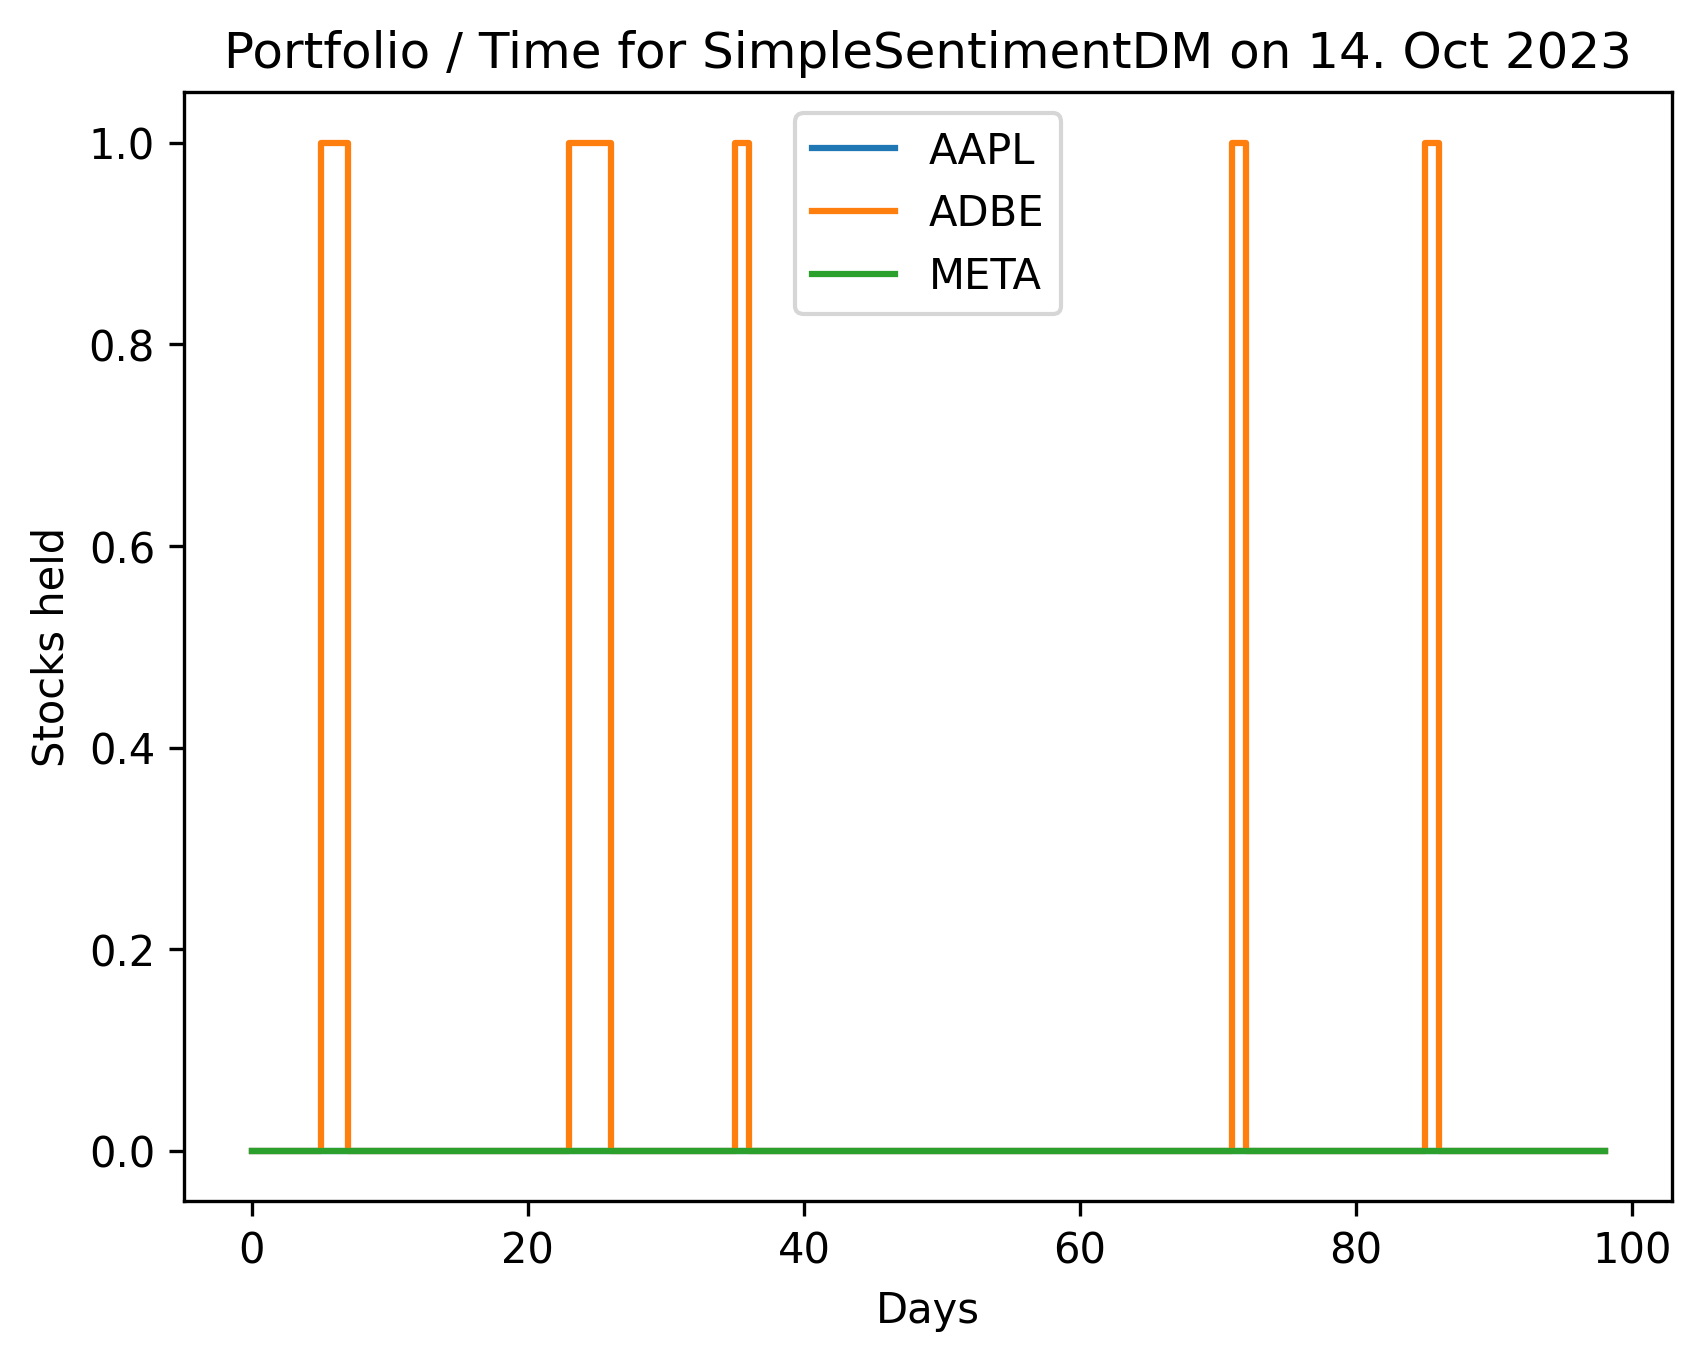 Portfolio / Time for SimpleSentimentDM on 14. Oct 2023
AAPL
ADBE
META
1.0
0.8
0.6
0.4
0.2
0.0
Stocks held
0 20 40 60 80 100
Days